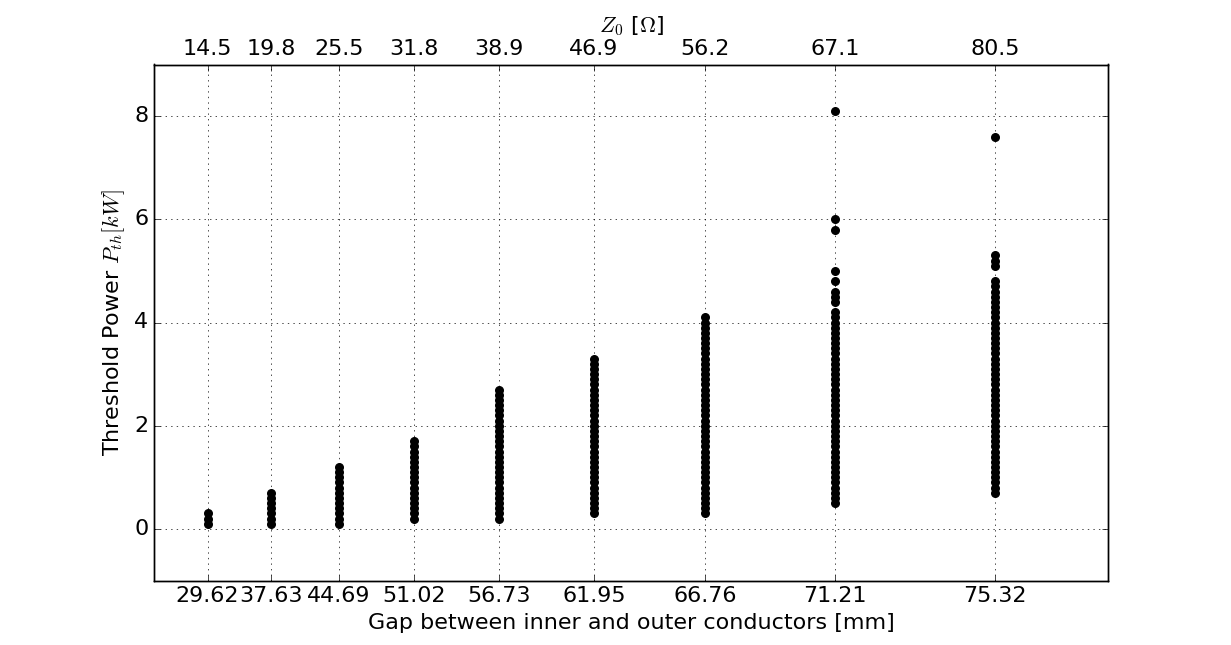 Z₀ [Ω]
14.5 19.8 25.5 31.8 38.9 46.9 56.2 67.1 80.5
8
6
4
2
0
Threshold Power P_th[kW]
29.62 37.63 44.69 51.02 56.73 61.95 66.76 71.21 75.32
Gap between inner and outer conductors [mm]